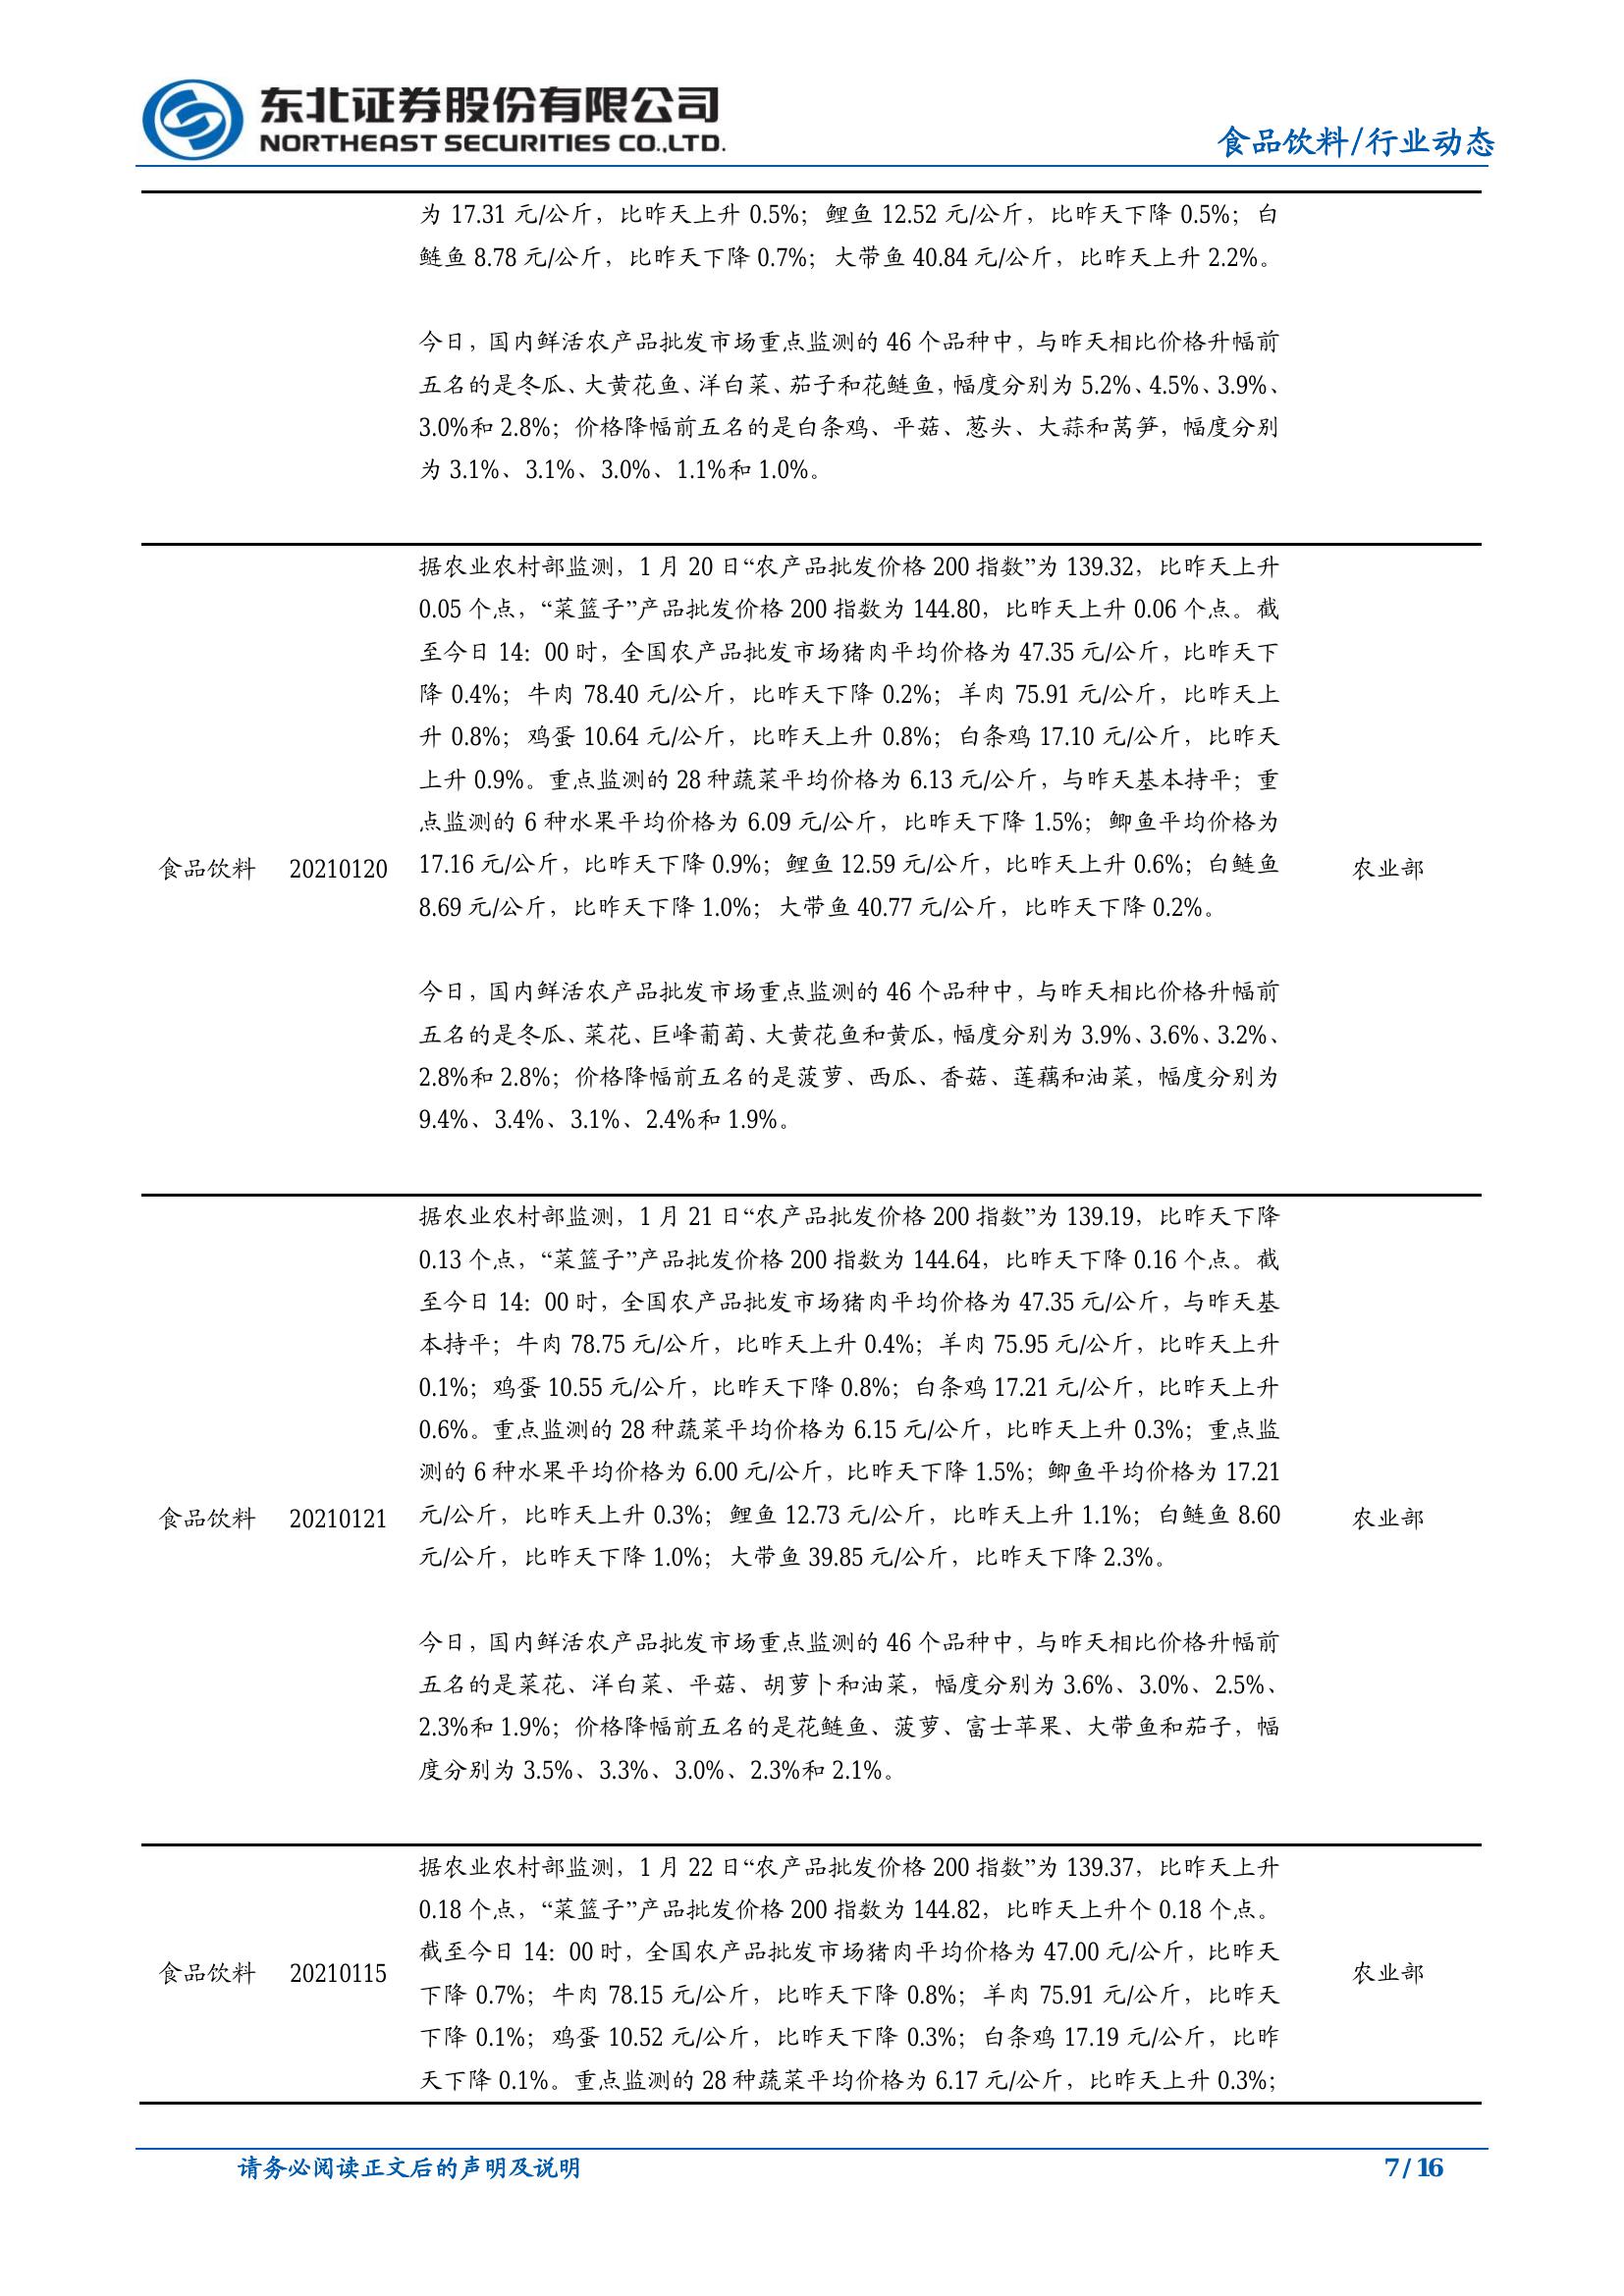 东北证券股份有限公司
NORTHEAST SECURITIES CO.,LTD.
食品饮料/行业动态
为 17.31 元/公斤，比昨天上升 0.5%；鲤鱼 12.52 元/公斤，比昨天下降 0.5%；白
鲢鱼 8.78 元/公斤，比昨天下降 0.7%；大带鱼 40.84 元/公斤，比昨天上升 2.2%。
今日，国内鲜活农产品批发市场重点监测的 46 个品种中，与昨天相比价格升幅前
五名的是冬瓜、大黄花鱼、洋白菜、茄子和花鲢鱼，幅度分别为 5.2%、4.5%、3.9%、
3.0%和 2.8%；价格降幅前五名的是白条鸡、平菇、葱头、大蒜和莴笋，幅度分别
为 3.1%、3.1%、3.0%、1.1%和 1.0%。
据农业农村部监测，1 月 20 日“农产品批发价格 200 指数”为 139.32，比昨天上升
0.05 个点，“菜篮子”产品批发价格 200 指数为 144.80，比昨天上升 0.06 个点。截
至今日 14：00 时，全国农产品批发市场猪肉平均价格为 47.35 元/公斤，比昨天下
降 0.4%；牛肉 78.40 元/公斤，比昨天下降 0.2%；羊肉 75.91 元/公斤，比昨天上
升 0.8%；鸡蛋 10.64 元/公斤，比昨天上升 0.8%；白条鸡 17.10 元/公斤，比昨天
上升 0.9%。重点监测的 28 种蔬菜平均价格为 6.13 元/公斤，与昨天基本持平；重
点监测的 6 种水果平均价格为 6.09 元/公斤，比昨天下降 1.5%；鲫鱼平均价格为
食品饮料 20210120 17.16 元/公斤，比昨天下降 0.9%；鲤鱼 12.59 元/公斤，比昨天上升 0.6%；白鲢鱼 农业部
8.69 元/公斤，比昨天下降 1.0%；大带鱼 40.77 元/公斤，比昨天下降 0.2%。
今日，国内鲜活农产品批发市场重点监测的 46 个品种中，与昨天相比价格升幅前
五名的是冬瓜、菜花、巨峰葡萄、大黄花鱼和黄瓜，幅度分别为 3.9%、3.6%、3.2%、
2.8%和 2.8%；价格降幅前五名的是菠萝、西瓜、香菇、莲藕和油菜，幅度分别为
9.4%、3.4%、3.1%、2.4%和 1.9%。
据农业农村部监测，1 月 21 日“农产品批发价格 200 指数”为 139.19，比昨天下降
0.13 个点，“菜篮子”产品批发价格 200 指数为 144.64，比昨天下降 0.16 个点。截
至今日 14：00 时，全国农产品批发市场猪肉平均价格为 47.35 元/公斤，与昨天基
本持平；牛肉 78.75 元/公斤，比昨天上升 0.4%；羊肉 75.95 元/公斤，比昨天上升
0.1%；鸡蛋 10.55 元/公斤，比昨天下降 0.8%；白条鸡 17.21 元/公斤，比昨天上升
0.6%。重点监测的 28 种蔬菜平均价格为 6.15 元/公斤，比昨天上升 0.3%；重点监
测的 6 种水果平均价格为 6.00 元/公斤，比昨天下降 1.5%；鲫鱼平均价格为 17.21
食品饮料 20210121 元/公斤，比昨天上升 0.3%；鲤鱼 12.73 元/公斤，比昨天上升 1.1%；白鲢鱼 8.60 农业部
元/公斤，比昨天下降 1.0%；大带鱼 39.85 元/公斤，比昨天下降 2.3%。
今日，国内鲜活农产品批发市场重点监测的 46 个品种中，与昨天相比价格升幅前
五名的是菜花、洋白菜、平菇、胡萝卜和油菜，幅度分别为 3.6%、3.0%、2.5%、
2.3%和 1.9%；价格降幅前五名的是花鲢鱼、菠萝、富士苹果、大带鱼和茄子，幅
度分别为 3.5%、3.3%、3.0%、2.3%和 2.1%。
据农业农村部监测，1 月 22 日“农产品批发价格 200 指数”为 139.37，比昨天上升
0.18 个点，“菜篮子”产品批发价格 200 指数为 144.82，比昨天上升个 0.18 个点。
截至今日 14：00 时，全国农产品批发市场猪肉平均价格为 47.00 元/公斤，比昨天
食品饮料 20210115 下降 0.7%；牛肉 78.15 元/公斤，比昨天下降 0.8%；羊肉 75.91 元/公斤，比昨天 农业部
下降 0.1%；鸡蛋 10.52 元/公斤，比昨天下降 0.3%；白条鸡 17.19 元/公斤，比昨
天下降 0.1%。重点监测的 28 种蔬菜平均价格为 6.17 元/公斤，比昨天上升 0.3%；
请务必阅读正文后的声明及说明 7 / 16